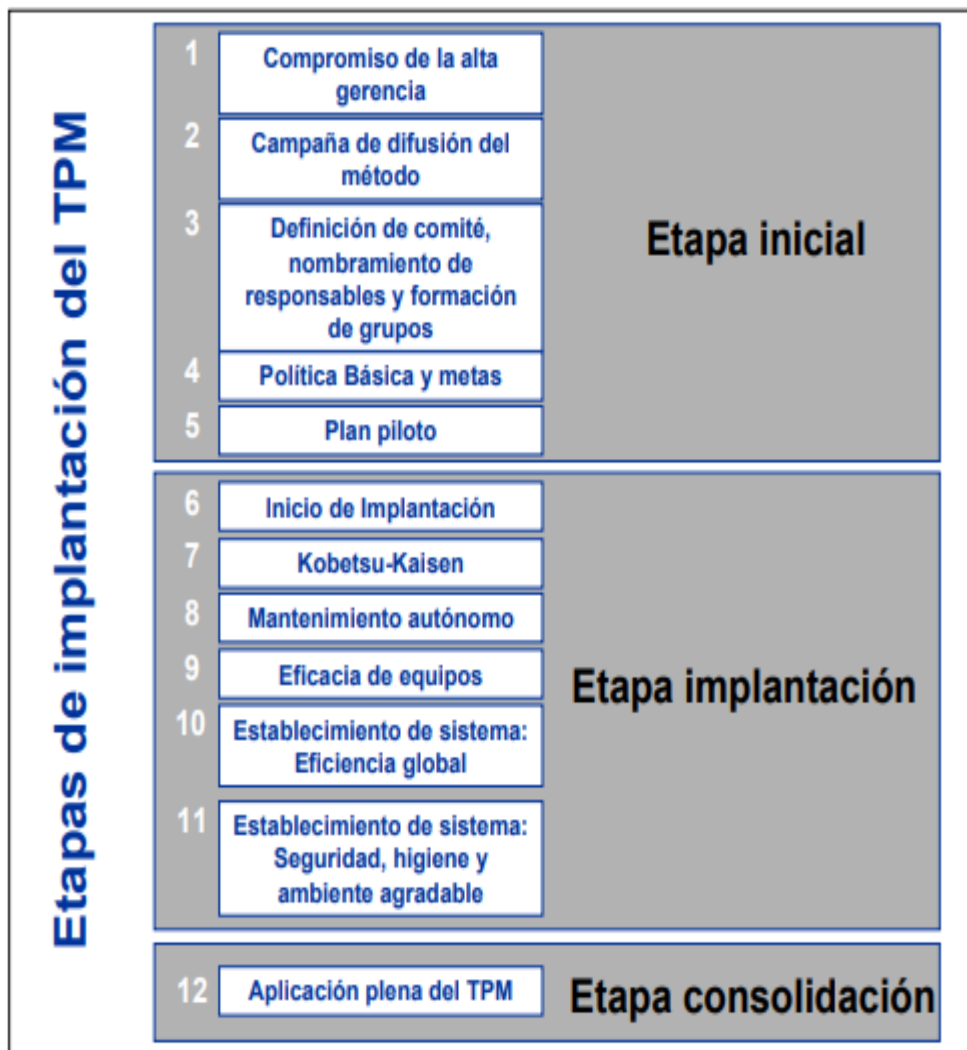 Etapas de implantación del TPM
1
Compromiso de la alta
gerencia
2
Campaña de difusión del
método
3
Definición de comité,
nombramiento de
responsables y formación
de grupos
4
Política Básica y metas
5
Plan piloto
Etapa inicial
6
Inicio de Implantación
7
Kobetsu-Kaisen
8
Mantenimiento autónomo
9
Eficacia de equipos
10
Establecimiento de sistema:
Eficiencia global
11
Establecimiento de sistema:
Seguridad, higiene y
ambiente agradable
Etapa implantación
12
Aplicación plena del TPM
Etapa consolidación